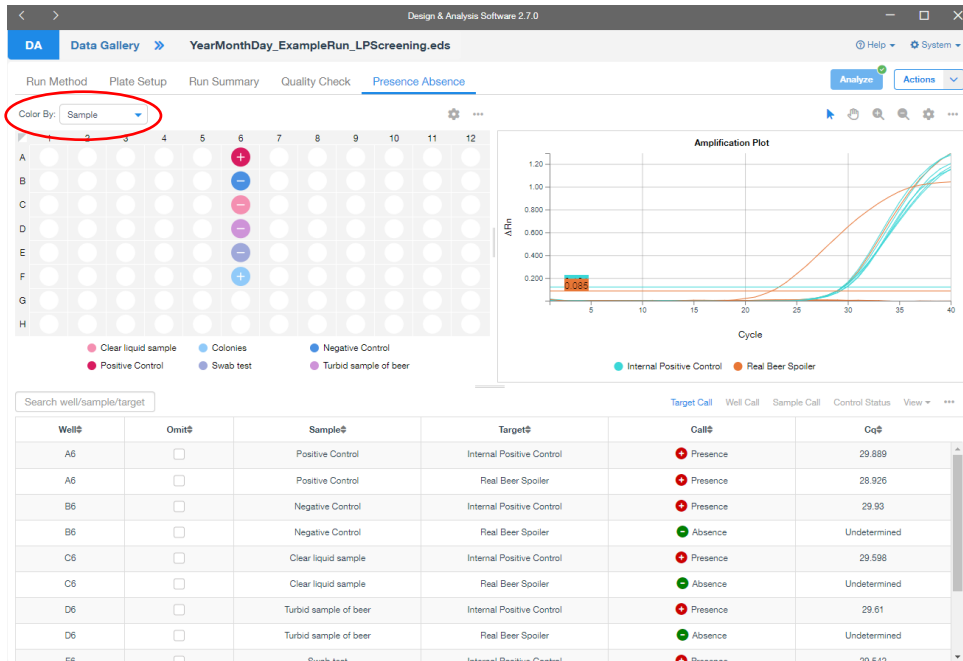 Design & Analysis Software 2.7.0
DA Data Gallery YearMonthDay_ExampleRun_LPScreening.eds Help System
Run Method Plate Setup Run Summary Quality Check Presence Absence Analyze Actions
Color By: Sample
1 2 3 4 5 6 7 8 9 10 11 12
A
B
C
D
E
F
G
H
Clear liquid sample Colonies Negative Control
Positive Control Swab test Turbid sample of beer
Amplification Plot
ΔRn
1.20
1.00
0.800
0.600
0.400
0.200
0.085
5 10 15 20 25 30 35 40
Cycle
Internal Positive Control Real Beer Spoiler
Search well/sample/target Target Call Well Call Sample Call Control Status View
Well Omit Sample Target Call Cq
A6 Positive Control Internal Positive Control Presence 29.889
A6 Positive Control Real Beer Spoiler Presence 28.926
B6 Negative Control Internal Positive Control Presence 29.93
B6 Negative Control Real Beer Spoiler Absence Undetermined
C6 Clear liquid sample Internal Positive Control Presence 29.598
C6 Clear liquid sample Real Beer Spoiler Absence Undetermined
D6 Turbid sample of beer Internal Positive Control Presence 29.61
D6 Turbid sample of beer Real Beer Spoiler Absence Undetermined
E6 Swab test Internal Positive Control Presence 29.542